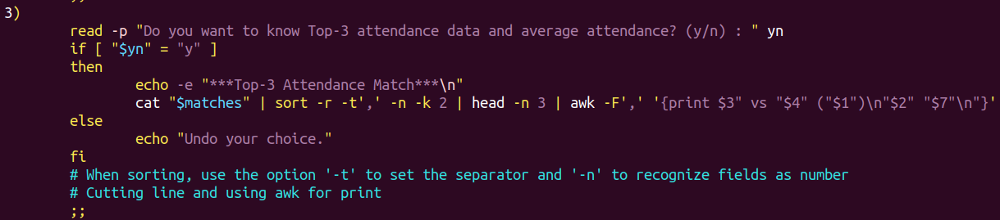 ;;
3)
        read -p "Do you want to know Top-3 attendance data and average attendance? (y/n) : " yn
        if [ "$yn" = "y" ]
        then
                echo -e "***Top-3 Attendance Match***\n"
                cat "$matches" | sort -r -t',' -n -k 2 | head -n 3 | awk -F',' '{print $3" vs "$4" ("$1")\n"$2" "$7"\n"}'
        else
                echo "Undo your choice."
        fi
        # When sorting, use the option '-t' to set the separator and '-n' to recognize fields as number
        # Cutting line and using awk for print
        ;;